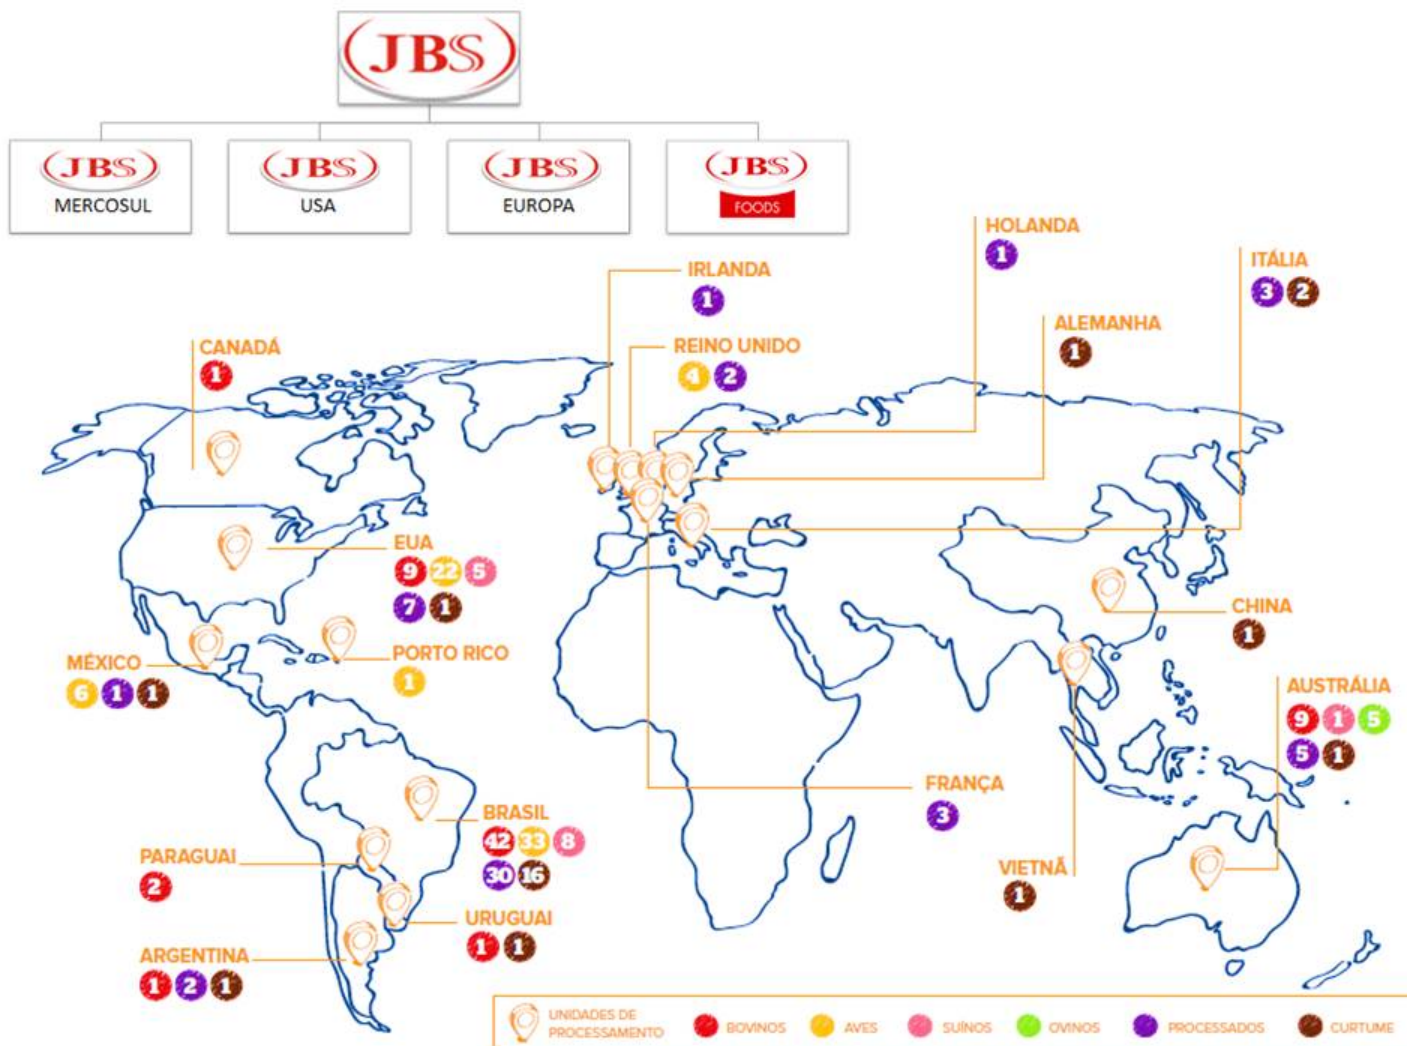 JBS
JBS
MERCOSUL
JBS
USA
JBS
EUROPA
JBS
FOODS
HOLANDA
1
ITÁLIA
3 2
IRLANDA
1
ALEMANHA
1
REINO UNIDO
4 2
CANADÁ
1
EUA
9 22 5
7 1
CHINA
1
PORTO RICO
1
MÉXICO
6 1 1
AUSTRÁLIA
9 1 5
5 1
FRANÇA
3
BRASIL
42 33 8
30 16
PARAGUAI
2
VIETNÃ
1
URUGUAI
1 1
ARGENTINA
1 2 1
UNIDADES DE
PROCESSAMENTO
BOVINOS
AVES
SUÍNOS
OVINOS
PROCESSADOS
CURTUME